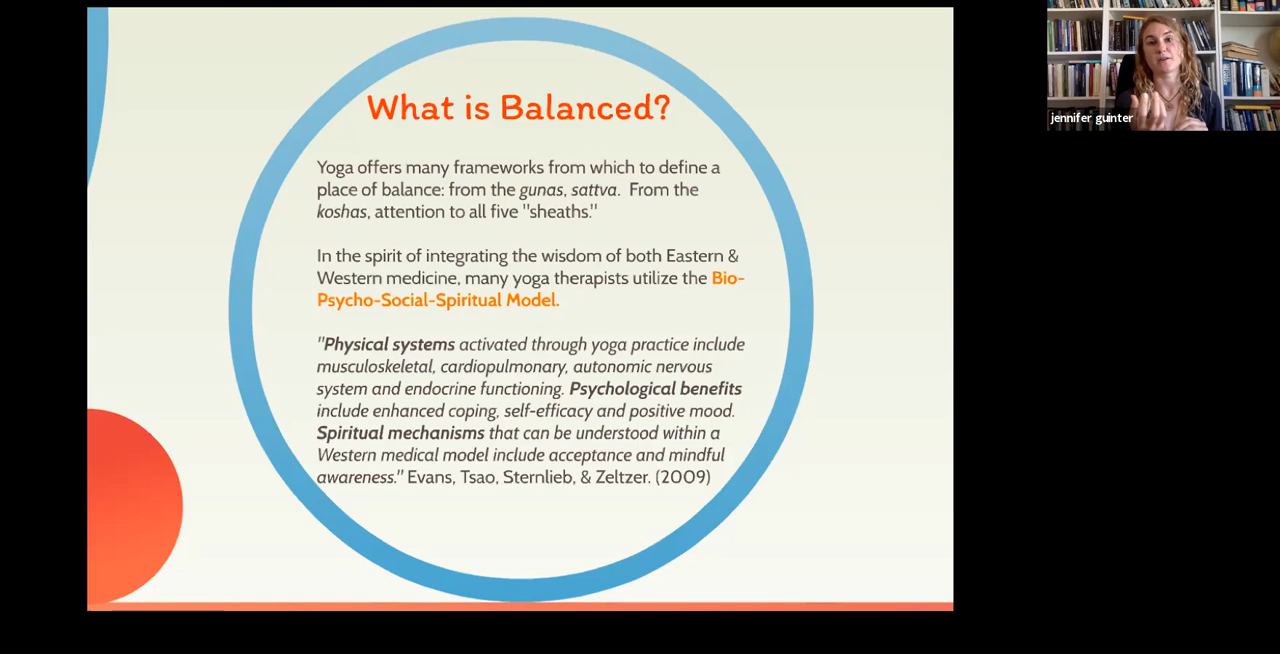 What is Balanced?
Yoga offers many frameworks from which to define a
place of balance: from the gunas, sattva.  From the
koshas, attention to all five "sheaths."
In the spirit of integrating the wisdom of both Eastern &
Western medicine, many yoga therapists utilize the Bio-
Psycho-Social-Spiritual Model.
"Physical systems activated through yoga practice include
musculoskeletal, cardiopulmonary, autonomic nervous
system and endocrine functioning. Psychological benefits
include enhanced coping, self-efficacy and positive mood.
Spiritual mechanisms that can be understood within a
Western medical model include acceptance and mindful
awareness." Evans, Tsao, Sternlieb, & Zeltzer. (2009)
jennifer guinter